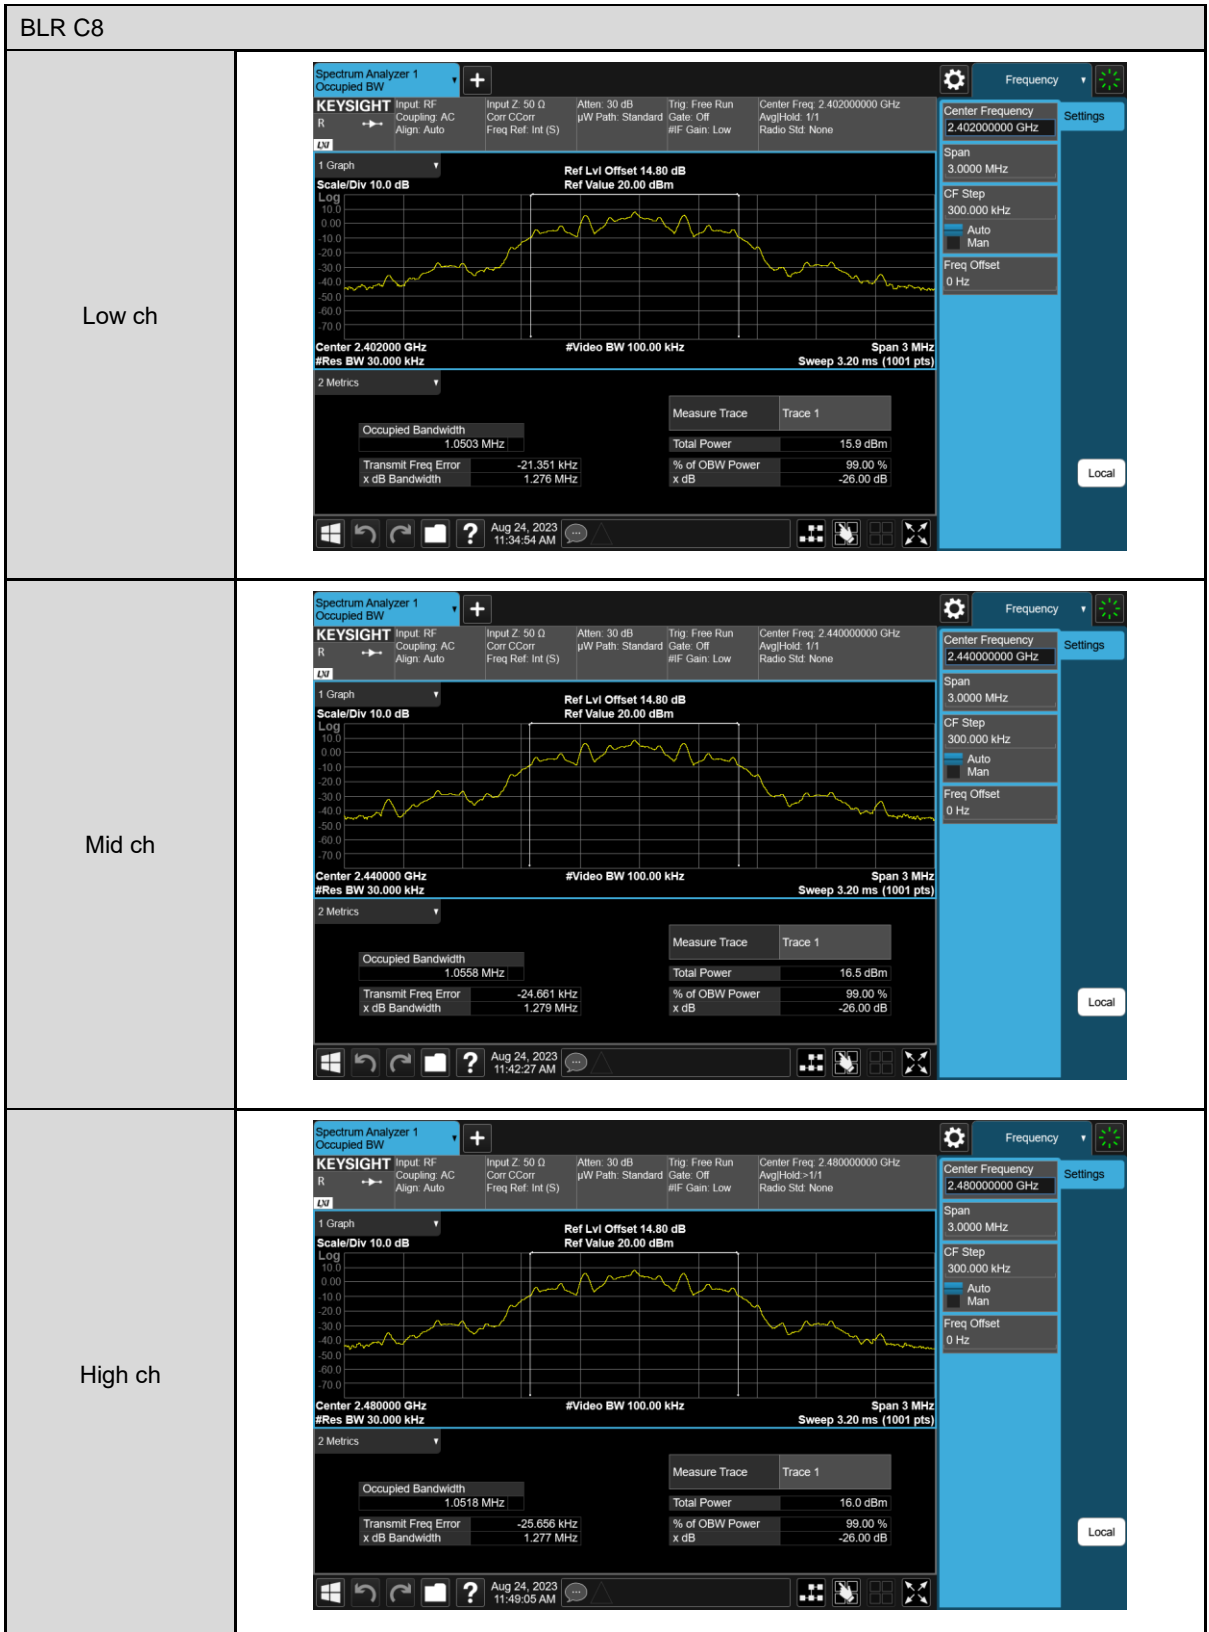 BLR C8
Low ch
Spectrum Analyzer 1
Occupied BW
Frequency
KEYSIGHT
R
LXI
Input: RF
Coupling: AC
Align: Auto
Input Z: 50 Ω
Corr CCorr
Freq Ref: Int (S)
Atten: 30 dB
µW Path: Standard
Trig: Free Run
Gate: Off
#IF Gain: Low
Center Freq: 2.402000000 GHz
Avg|Hold: 1/1
Radio Std: None
Center Frequency
2.402000000 GHz
Settings
Span
3.0000 MHz
CF Step
300.000 kHz
Auto
Man
Freq Offset
0 Hz
Local
1 Graph
Scale/Div 10.0 dB
Ref Lvl Offset 14.80 dB
Ref Value 20.00 dBm
Log
10.0
0.00
-10.0
-20.0
-30.0
-40.0
-50.0
-60.0
-70.0
Center 2.402000 GHz
#Res BW 30.000 kHz
#Video BW 100.00 kHz
Span 3 MHz
Sweep 3.20 ms (1001 pts)
2 Metrics
Measure Trace Trace 1
Occupied Bandwidth
1.0503 MHz
Total Power 15.9 dBm
Transmit Freq Error -21.351 kHz
% of OBW Power 99.00 %
x dB Bandwidth 1.276 MHz
x dB -26.00 dB
Aug 24, 2023
11:34:54 AM
Mid ch
Spectrum Analyzer 1
Occupied BW
Frequency
KEYSIGHT
R
LXI
Input: RF
Coupling: AC
Align: Auto
Input Z: 50 Ω
Corr CCorr
Freq Ref: Int (S)
Atten: 30 dB
µW Path: Standard
Trig: Free Run
Gate: Off
#IF Gain: Low
Center Freq: 2.440000000 GHz
Avg|Hold: 1/1
Radio Std: None
Center Frequency
2.440000000 GHz
Settings
Span
3.0000 MHz
CF Step
300.000 kHz
Auto
Man
Freq Offset
0 Hz
Local
1 Graph
Scale/Div 10.0 dB
Ref Lvl Offset 14.80 dB
Ref Value 20.00 dBm
Log
10.0
0.00
-10.0
-20.0
-30.0
-40.0
-50.0
-60.0
-70.0
Center 2.440000 GHz
#Res BW 30.000 kHz
#Video BW 100.00 kHz
Span 3 MHz
Sweep 3.20 ms (1001 pts)
2 Metrics
Measure Trace Trace 1
Occupied Bandwidth
1.0558 MHz
Total Power 16.5 dBm
Transmit Freq Error -24.661 kHz
% of OBW Power 99.00 %
x dB Bandwidth 1.279 MHz
x dB -26.00 dB
Aug 24, 2023
11:42:27 AM
High ch
Spectrum Analyzer 1
Occupied BW
Frequency
KEYSIGHT
R
LXI
Input: RF
Coupling: AC
Align: Auto
Input Z: 50 Ω
Corr CCorr
Freq Ref: Int (S)
Atten: 30 dB
µW Path: Standard
Trig: Free Run
Gate: Off
#IF Gain: Low
Center Freq: 2.480000000 GHz
Avg|Hold:>1/1
Radio Std: None
Center Frequency
2.480000000 GHz
Settings
Span
3.0000 MHz
CF Step
300.000 kHz
Auto
Man
Freq Offset
0 Hz
Local
1 Graph
Scale/Div 10.0 dB
Ref Lvl Offset 14.80 dB
Ref Value 20.00 dBm
Log
10.0
0.00
-10.0
-20.0
-30.0
-40.0
-50.0
-60.0
-70.0
Center 2.480000 GHz
#Res BW 30.000 kHz
#Video BW 100.00 kHz
Span 3 MHz
Sweep 3.20 ms (1001 pts)
2 Metrics
Measure Trace Trace 1
Occupied Bandwidth
1.0518 MHz
Total Power 16.0 dBm
Transmit Freq Error -25.656 kHz
% of OBW Power 99.00 %
x dB Bandwidth 1.277 MHz
x dB -26.00 dB
Aug 24, 2023
11:49:05 AM